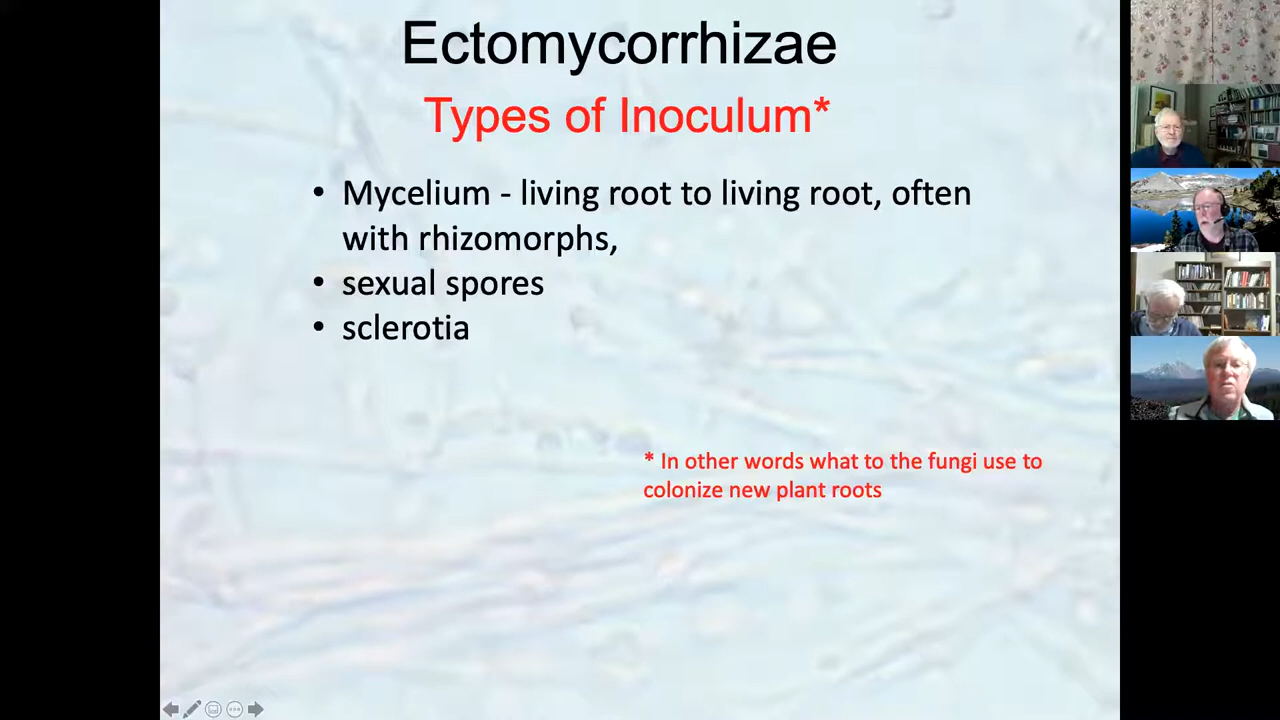 Ectomycorrhizae
Types of Inoculum*
• Mycelium - living root to living root, often
with rhizomorphs,
• sexual spores
• sclerotia
* In other words what to the fungi use to
colonize new plant roots